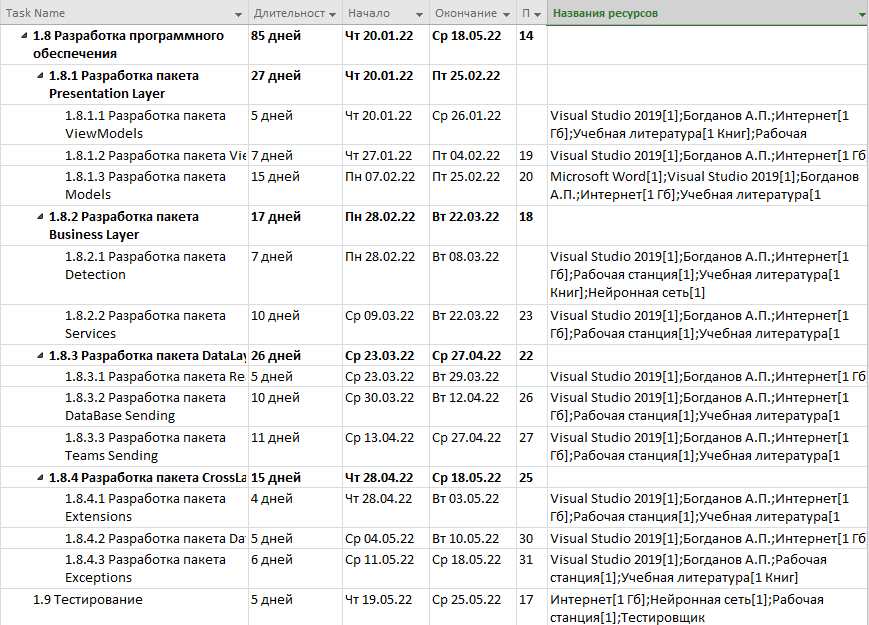 Task Name Длительност Начало Окончание П Названия ресурсов
1.8 Разработка программного 85 дней Чт 20.01.22 Ср 18.05.22 14
обеспечения
1.8.1 Разработка пакета 27 дней Чт 20.01.22 Пт 25.02.22
Presentation Layer
1.8.1.1 Разработка пакета 5 дней Чт 20.01.22 Ср 26.01.22 Visual Studio 2019[1];Богданов А.П.;Интернет[1
ViewModels Гб];Учебная литература[1 Книг];Рабочая
1.8.1.2 Разработка пакета Vie 7 дней Чт 27.01.22 Пт 04.02.22 19 Visual Studio 2019[1];Богданов А.П.;Интернет[1 Гб
1.8.1.3 Разработка пакета 15 дней Пн 07.02.22 Пт 25.02.22 20 Microsoft Word[1];Visual Studio 2019[1];Богданов
Models А.П.;Интернет[1 Гб];Учебная литература[1
1.8.2 Разработка пакета 17 дней Пн 28.02.22 Вт 22.03.22 18
Business Layer
1.8.2.1 Разработка пакета 7 дней Пн 28.02.22 Вт 08.03.22 Visual Studio 2019[1];Богданов А.П.;Интернет[1
Detection Гб];Рабочая станция[1];Учебная литература[1
Книг];Нейронная сеть[1]
1.8.2.2 Разработка пакета 10 дней Ср 09.03.22 Вт 22.03.22 23 Visual Studio 2019[1];Богданов А.П.;Интернет[1
Services Гб];Рабочая станция[1];Учебная литература[1
1.8.3 Разработка пакета DataLay 26 дней Ср 23.03.22 Ср 27.04.22 22
1.8.3.1 Разработка пакета Re 5 дней Ср 23.03.22 Вт 29.03.22 Visual Studio 2019[1];Богданов А.П.;Интернет[1 Гб
1.8.3.2 Разработка пакета 10 дней Ср 30.03.22 Вт 12.04.22 26 Visual Studio 2019[1];Богданов А.П.;Интернет[1
DataBase Sending Гб];Рабочая станция[1];Учебная литература[1
1.8.3.3 Разработка пакета 11 дней Ср 13.04.22 Ср 27.04.22 27 Visual Studio 2019[1];Богданов А.П.;Интернет[1
Teams Sending Гб];Рабочая станция[1];Учебная литература[1
1.8.4 Разработка пакета CrossLa 15 дней Чт 28.04.22 Ср 18.05.22 25
1.8.4.1 Разработка пакета 4 дней Чт 28.04.22 Вт 03.05.22 Visual Studio 2019[1];Богданов А.П.;Интернет[1
Extensions Гб];Рабочая станция[1];Учебная литература[1
1.8.4.2 Разработка пакета Da 5 дней Ср 04.05.22 Вт 10.05.22 30 Visual Studio 2019[1];Богданов А.П.;Интернет[1 Гб
1.8.4.3 Разработка пакета 6 дней Ср 11.05.22 Ср 18.05.22 31 Visual Studio 2019[1];Богданов А.П.;Рабочая
Exceptions станция[1];Учебная литература[1 Книг]
1.9 Тестирование 5 дней Чт 19.05.22 Ср 25.05.22 17 Интернет[1 Гб];Нейронная сеть[1];Рабочая
станция[1];Тестировщик